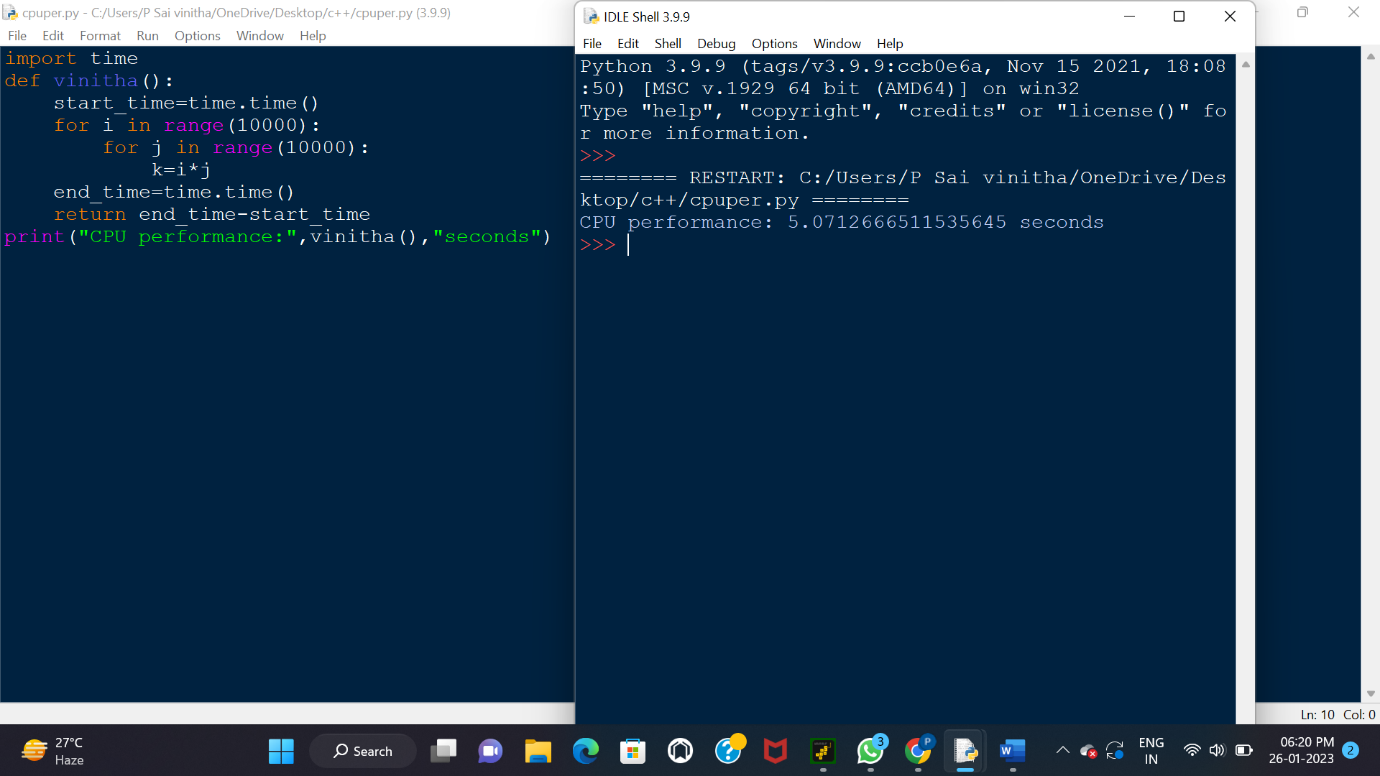 cpuper.py - C:/Users/P Sai vinitha/OneDrive/Desktop/c++/cpuper.py (3.9.9)
File Edit Format Run Options Window Help
import time
def vinitha():
    start_time=time.time()
    for i in range(10000):
        for j in range(10000):
            k=i*j
    end_time=time.time()
    return end_time-start_time
print("CPU performance:",vinitha(),"seconds")
IDLE Shell 3.9.9
File Edit Shell Debug Options Window Help
Python 3.9.9 (tags/v3.9.9:ccb0e6a, Nov 15 2021, 18:08
:50) [MSC v.1929 64 bit (AMD64)] on win32
Type "help", "copyright", "credits" or "license()" fo
r more information.
>>>
======== RESTART: C:/Users/P Sai vinitha/OneDrive/Des
ktop/c++/cpuper.py ========
CPU performance: 5.0712666511535645 seconds
>>>
Ln: 10 Col: 0
27°C
Haze
Search
3
P
W
ENG
IN
06:20 PM
26-01-2023
2